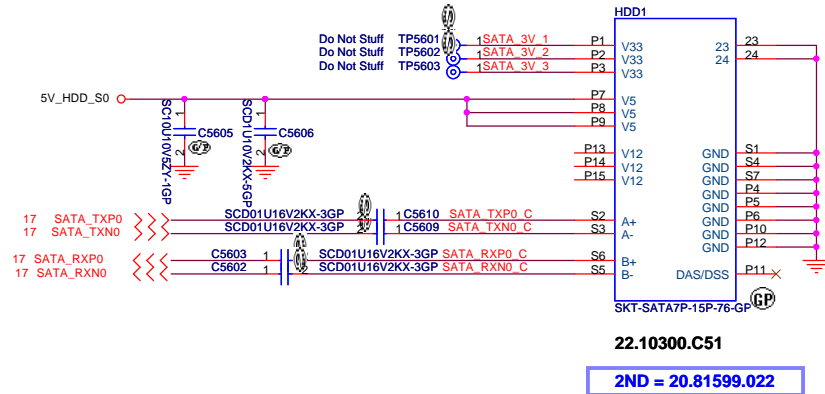 HDD1
Do Not Stuff TP5601 1 SATA_3V_1 P1 V33 23 23
Do Not Stuff TP5602 1 SATA_3V_2 P2 V33 24 24
Do Not Stuff TP5603 1 SATA_3V_3 P3 V33
5V_HDD_S0 P7 V5
P8 V5
P9 V5
SC10U10V5ZY-1GP 1 2 C5605 G/P
SCD1U10V2KX-5GP 1 2 C5606 G/P
P13 V12 GND S1
P14 V12 GND S4
P15 V12 GND S7
GND P4
GND P5
17 SATA_TXP0 SCD01U16V2KX-3GP 1 C5610 SATA_TXP0_C S2 A+ GND P6
17 SATA_TXN0 SCD01U16V2KX-3GP 1 C5609 SATA_TXN0_C S3 A- GND P10
GND P12
17 SATA_RXP0 C5603 1 SCD01U16V2KX-3GP SATA_RXP0_C S6 B+
17 SATA_RXN0 C5602 1 SCD01U16V2KX-3GP SATA_RXN0_C S5 B- DAS/DSS P11
SKT-SATA7P-15P-76-GP GP
22.10300.C51
2ND = 20.81599.022